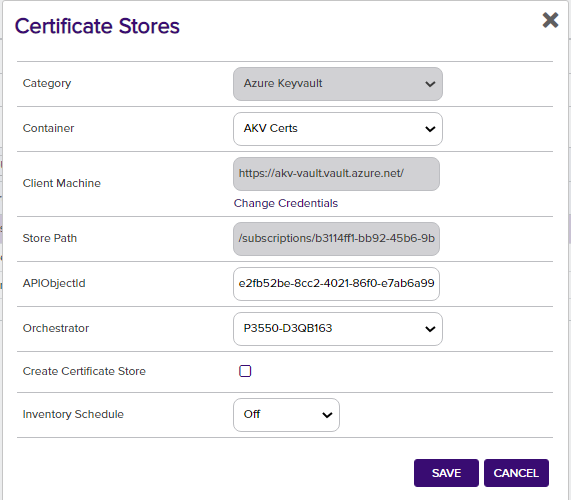 Certificate Stores
Category Azure Keyvault
Container AKV Certs
Client Machine https://akv-vault.vault.azure.net/
Change Credentials
Store Path /subscriptions/b3114ff1-bb92-45b6-9b
APIObjectId e2fb52be-8cc2-4021-86f0-e7ab6a99
Orchestrator P3550-D3QB163
Create Certificate Store
Inventory Schedule Off
SAVE CANCEL